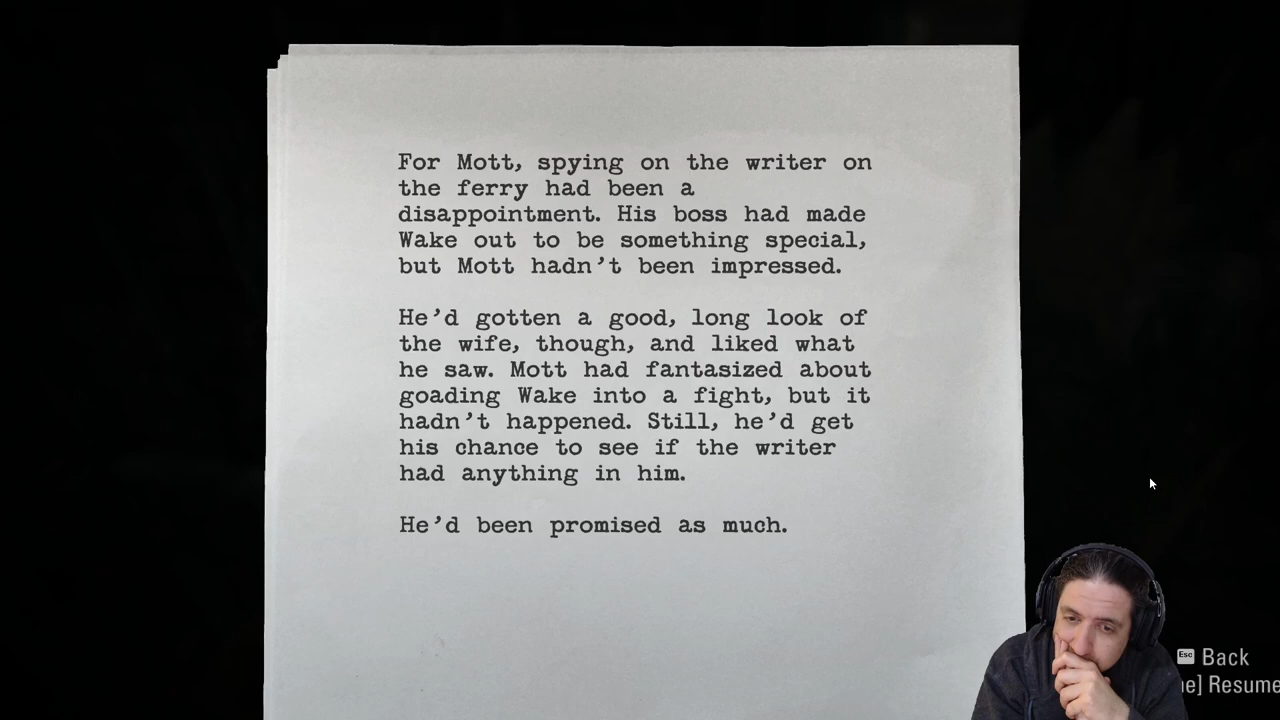 For Mott, spying on the writer on
the ferry had been a
disappointment. His boss had made
Wake out to be something special,
but Mott hadn’t been impressed.
He’d gotten a good, long look of
the wife, though, and liked what
he saw. Mott had fantasized about
goading Wake into a fight, but it
hadn’t happened. Still, he’d get
his chance to see if the writer
had anything in him.
He’d been promised as much.
Esc Back
Resume